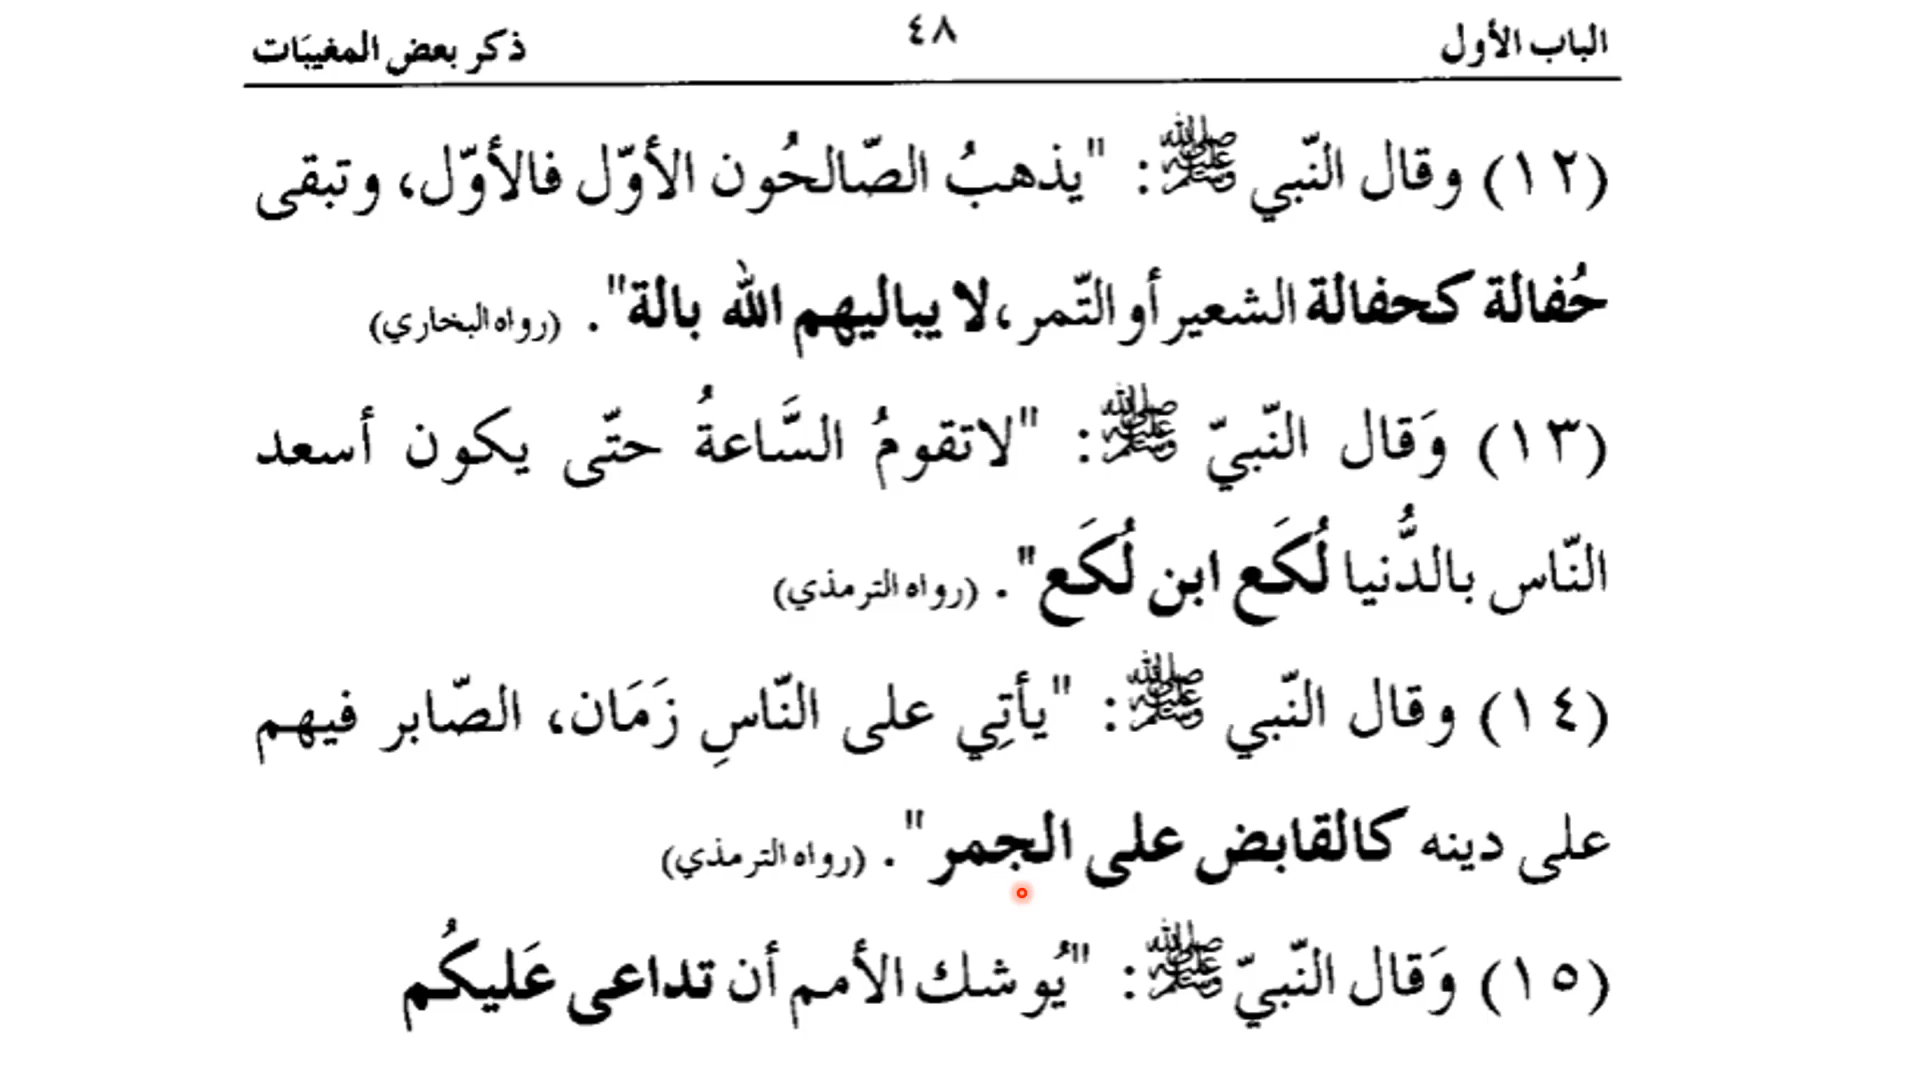 الباب الأول ٤٨ ذكر بعض المغيبَات
(١٢) وقال النّبي ﷺ: "يذهبُ الصّالحُون الأوّل فالأوّل، وتبقى
حُفالة كحفالة الشعير أو التّمر، لا يباليهم الله بالة". (رواه البخاري)
(١٣) وَقال النّبيّ ﷺ: "لاتقومُ السَّاعةُ حتّى يكون أسعد
النّاس بالدُّنيا لُكَع ابن لُكَع". (رواه الترمذي)
(١٤) وقال النّبي ﷺ: "يأتِي على النّاسِ زَمَان، الصّابر فيهم
على دينه كالقابض على الجمر". (رواه الترمذي)
(١٥) وَقال النّبيّ ﷺ: "يُوشك الأمم أن تداعى عَليكُم